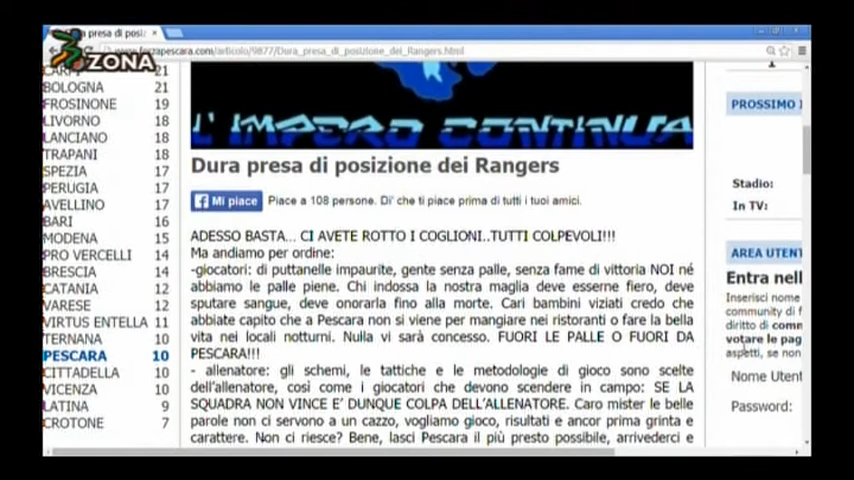 a presa di posiz
www.forzapescara.com/articolo/9877/Dura_presa_di_posizione_dei_Rangers.html
3
ZONA
CARPI 21
BOLOGNA 21
FROSINONE 19
LIVORNO 18
LANCIANO 18
TRAPANI 18
SPEZIA 17
PERUGIA 17
AVELLINO 17
BARI 16
MODENA 15
PRO VERCELLI 14
BRESCIA 14
CATANIA 12
VARESE 12
VIRTUS ENTELLA 11
TERNANA 10
PESCARA 10
CITTADELLA 10
VICENZA 10
LATINA 9
CROTONE 7
L'IMPERO CONTINUA
Dura presa di posizione dei Rangers
Mi piace Piace a 108 persone. Di' che ti piace prima di tutti i tuoi amici.
ADESSO BASTA... CI AVETE ROTTO I COGLIONI..TUTTI COLPEVOLI!!!
Ma andiamo per ordine:
-giocatori: di puttanelle impaurite, gente senza palle, senza fame di vittoria NOI né
abbiamo le palle piene. Chi indossa la nostra maglia deve esserne fiero, deve
sputare sangue, deve onorarla fino alla morte. Cari bambini viziati credo che
abbiate capito che a Pescara non si viene per mangiare nei ristoranti o fare la bella
vita nei locali notturni. Nulla vi sarà concesso. FUORI LE PALLE O FUORI DA
PESCARA!!!
- allenatore: gli schemi, le tattiche e le metodologie di gioco sono scelte
dell'allenatore, così come i giocatori che devono scendere in campo: SE LA
SQUADRA NON VINCE E' DUNQUE COLPA DELL'ALLENATORE. Caro mister le belle
parole non ci servono a un cazzo, vogliamo gioco, risultati e ancor prima grinta e
carattere. Non ci riesce? Bene, lasci Pescara il più presto possibile, arrivederci e
PROSSIMO I
Stadio:
In TV:
AREA UTENT
Entra nell
Inserisci nome
community di f
diritto di comm
votare le pag
aspetti, se non
Nome Utent
Password: